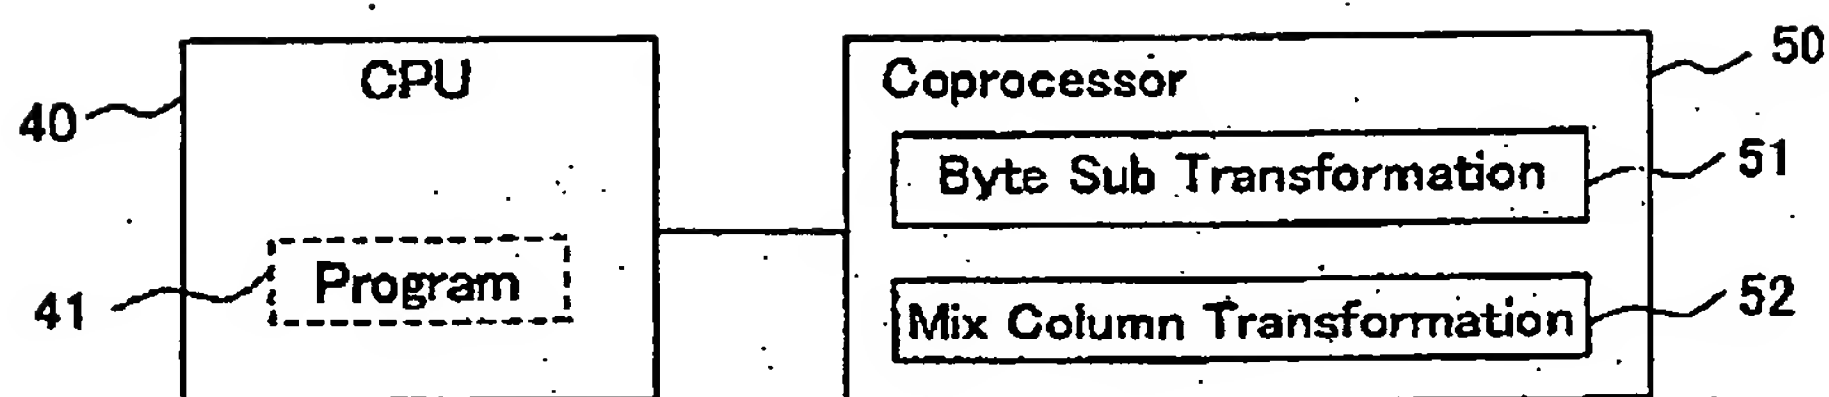 CPU
40
Program
41
Coprocessor
50
Byte Sub Transformation
51
Mix Column Transformation
52